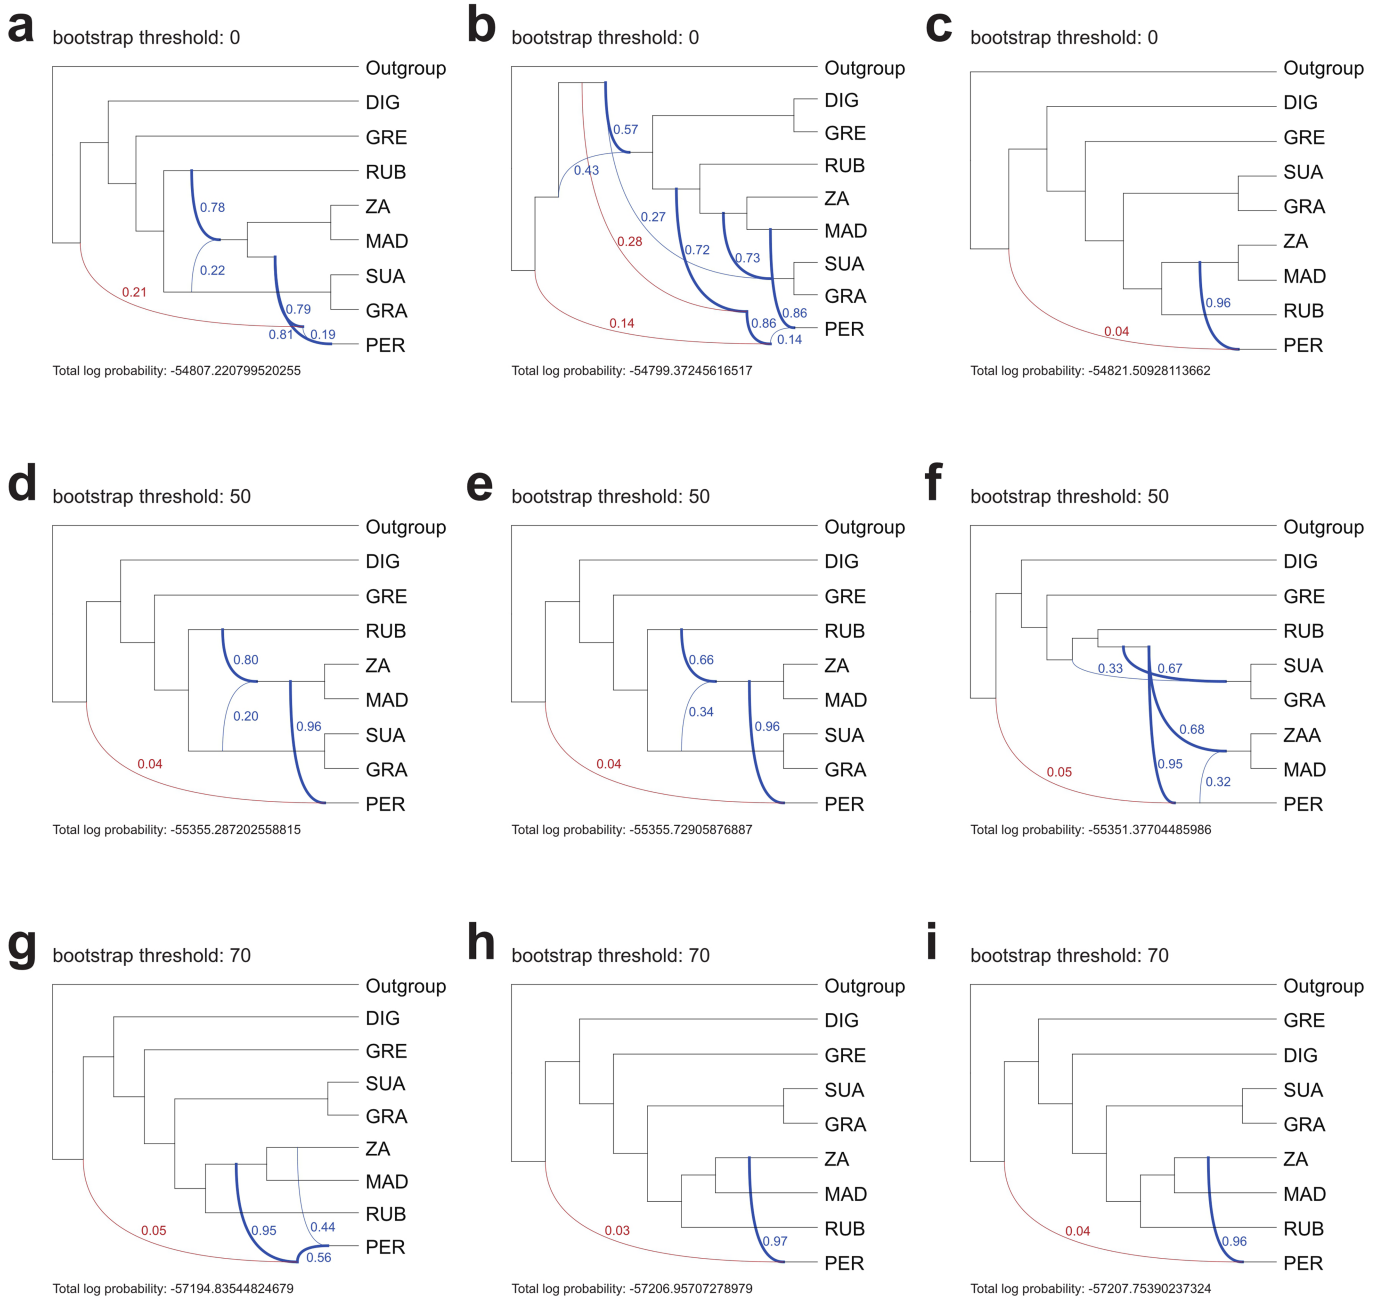 a
bootstrap threshold: 0
Outgroup
DIG
GRE
RUB
ZA
MAD
SUA
GRA
PER
0.78
0.22
0.21
0.79
0.81
0.19
Total log probability: -54807.220799520255
b
bootstrap threshold: 0
Outgroup
DIG
GRE
RUB
ZA
MAD
SUA
GRA
PER
0.57
0.43
0.27
0.28
0.72
0.73
0.86
0.86
0.14
0.14
Total log probability: -54799.37245616517
c
bootstrap threshold: 0
Outgroup
DIG
GRE
SUA
GRA
ZA
MAD
RUB
PER
0.96
0.04
Total log probability: -54821.50928113662
d
bootstrap threshold: 50
Outgroup
DIG
GRE
RUB
ZA
MAD
SUA
GRA
PER
0.80
0.20
0.96
0.04
Total log probability: -55355.287202558815
e
bootstrap threshold: 50
Outgroup
DIG
GRE
RUB
ZA
MAD
SUA
GRA
PER
0.66
0.34
0.96
0.04
Total log probability: -55355.72905876887
f
bootstrap threshold: 50
Outgroup
DIG
GRE
RUB
SUA
GRA
ZAA
MAD
PER
0.33
0.67
0.68
0.95
0.05
0.32
Total log probability: -55351.37704485986
g
bootstrap threshold: 70
Outgroup
DIG
GRE
SUA
GRA
ZA
MAD
RUB
PER
0.05
0.95
0.44
0.56
Total log probability: -57194.83544824679
h
bootstrap threshold: 70
Outgroup
DIG
GRE
SUA
GRA
ZA
MAD
RUB
PER
0.03
0.97
Total log probability: -57206.95707278979
i
bootstrap threshold: 70
Outgroup
GRE
DIG
SUA
GRA
ZA
MAD
RUB
PER
0.04
0.96
Total log probability: -57207.75390237324